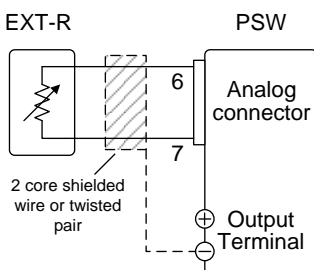 EXT-R
PSW
6
Analog
connector
7
2 core shielded
wire or twisted
pair
+
Output
Terminal
-